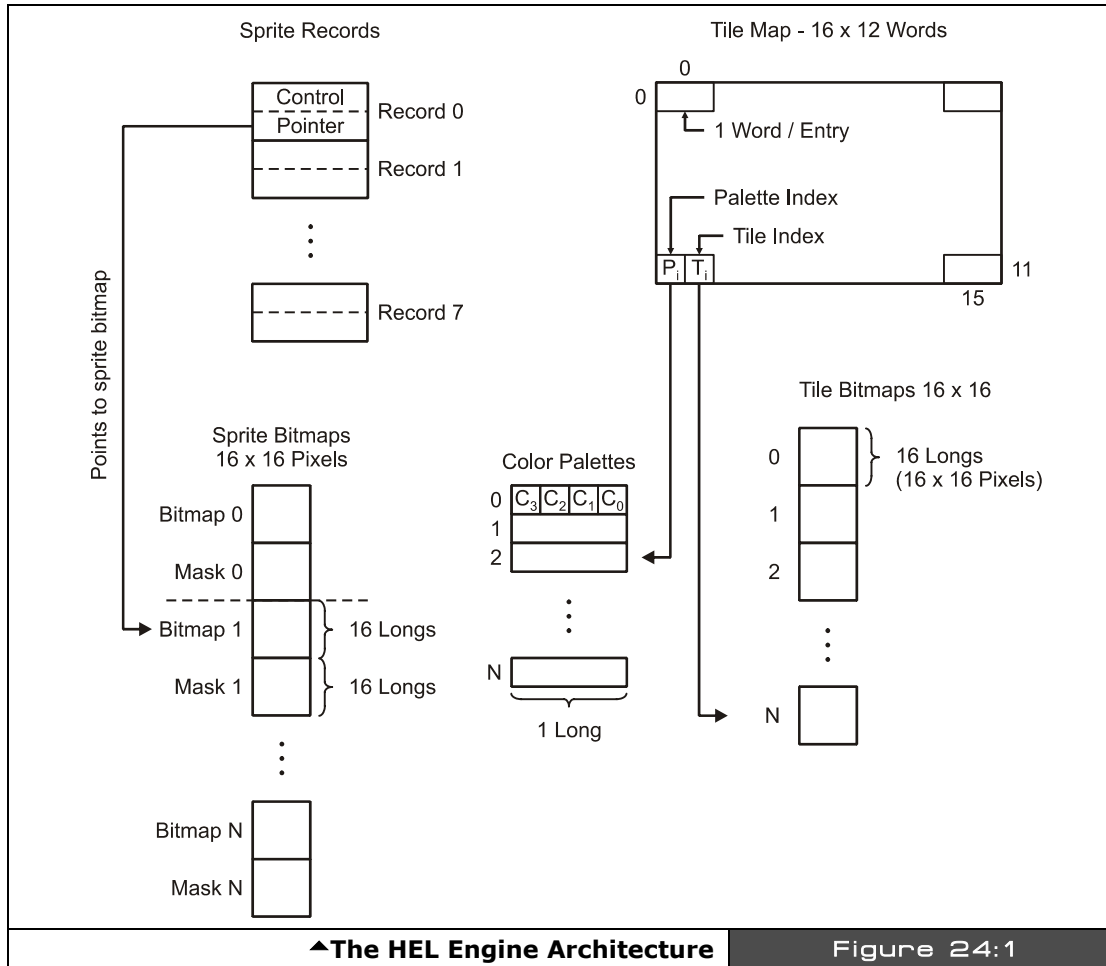 Sprite Records
Control
Pointer
Record 0
Record 1
Record 7
Points to sprite bitmap
Sprite Bitmaps
16 x 16 Pixels
Bitmap 0
Mask 0
Bitmap 1
16 Longs
Mask 1
16 Longs
Bitmap N
Mask N
Tile Map - 16 x 12 Words
0
0
1 Word / Entry
Palette Index
Tile Index
Pi Ti
11
15
Color Palettes
0 C3 C2 C1 C0
1
2
N
1 Long
Tile Bitmaps 16 x 16
0
16 Longs
(16 x 16 Pixels)
1
2
N
The HEL Engine Architecture
Figure 24:1